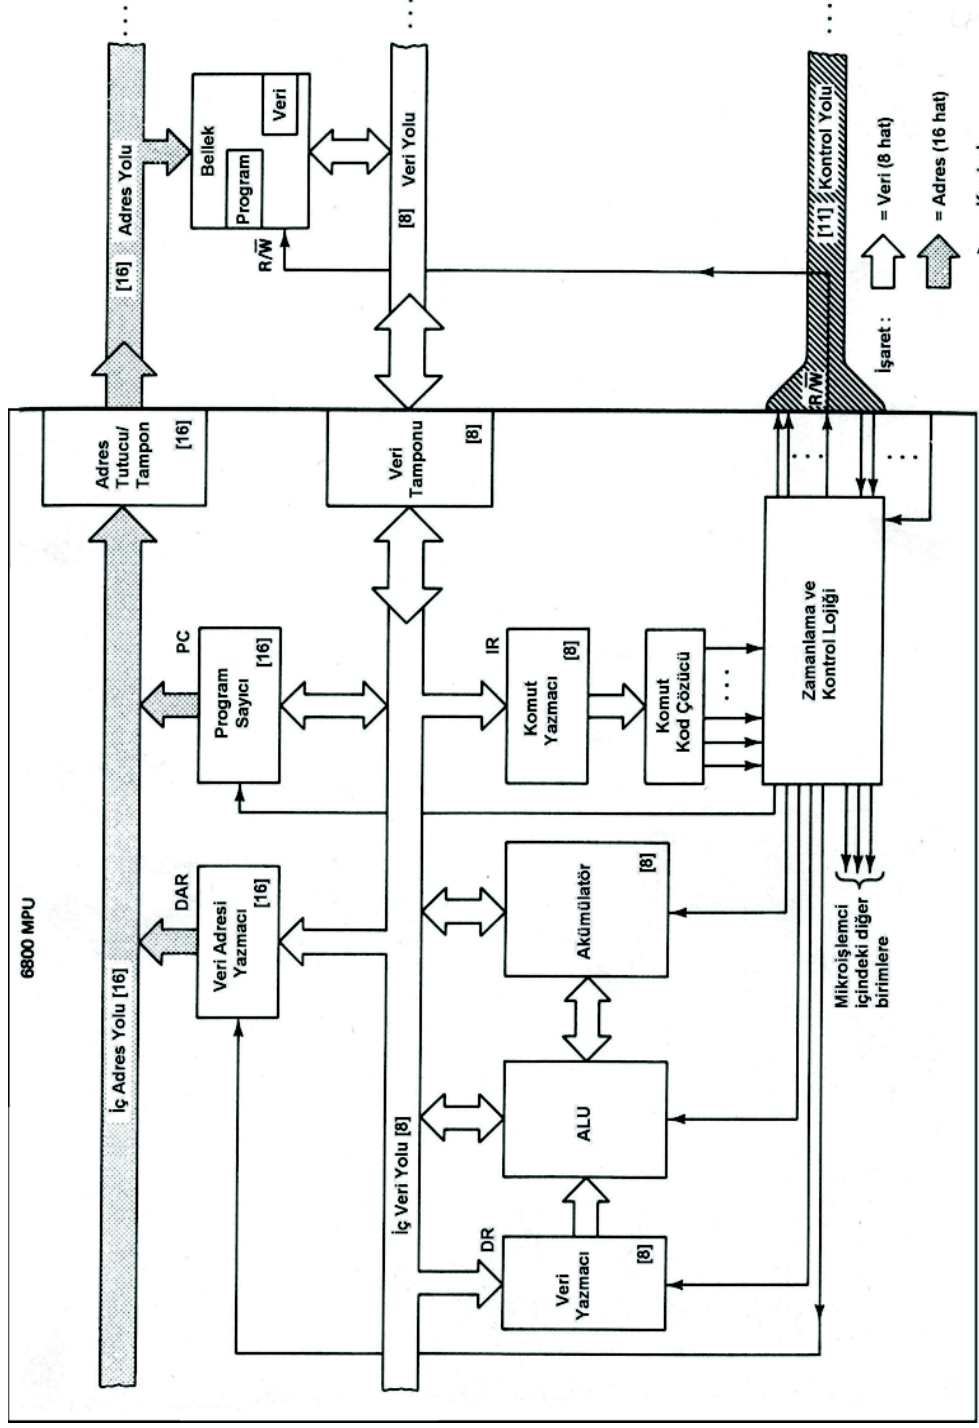 6800 MPU
İç Adres Yolu [16]
Adres
Tutucu/
Tampon
[16]
[16]
Adres Yolu
DAR
Veri Adresi
Yazmacı
[16]
PC
Program
Sayıcı
[16]
Bellek
Program
Veri
R/W̅
İç Veri Yolu [8]
Veri
Tamponu
[8]
[8]
Veri Yolu
DR
Veri
Yazmacı
[8]
ALU
Akümülatör
[8]
IR
Komut
Yazmacı
[8]
Komut
Kod Çözücü
Zamanlama ve
Kontrol Lojiği
Mikroişlemci
içindeki diğer
birimlere
R/W̅
[11]
Kontrol Yolu
İşaret :
= Veri (8 hat)
= Adres (16 hat)